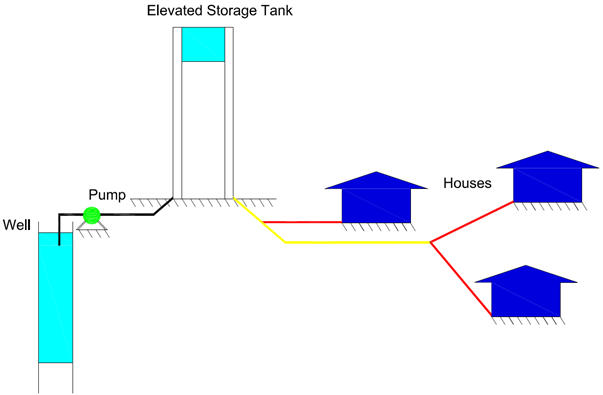 Elevated Storage Tank
Pump
Houses
Well